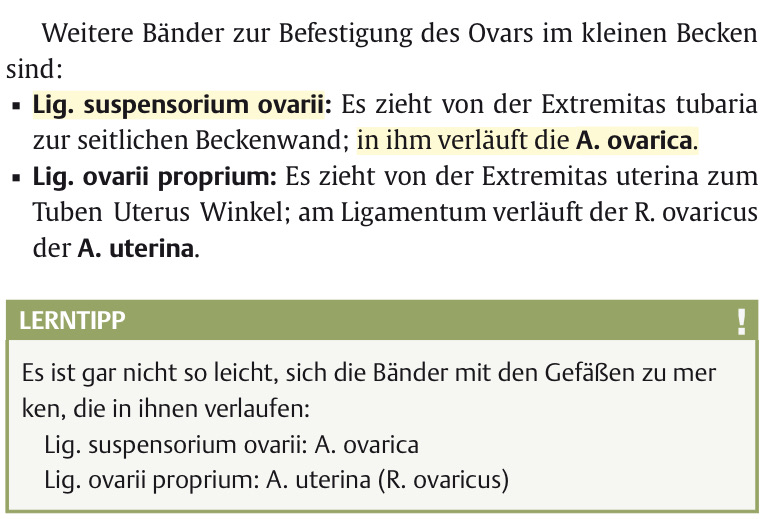 Weitere Bänder zur Befestigung des Ovars im kleinen Becken
sind:
▪ Lig. suspensorium ovarii: Es zieht von der Extremitas tubaria
zur seitlichen Beckenwand; in ihm verläuft die A. ovarica.
▪ Lig. ovarii proprium: Es zieht von der Extremitas uterina zum
Tuben Uterus Winkel; am Ligamentum verläuft der R. ovaricus
der A. uterina.
LERNTIPP !
Es ist gar nicht so leicht, sich die Bänder mit den Gefäßen zu mer
ken, die in ihnen verlaufen:
Lig. suspensorium ovarii: A. ovarica
Lig. ovarii proprium: A. uterina (R. ovaricus)